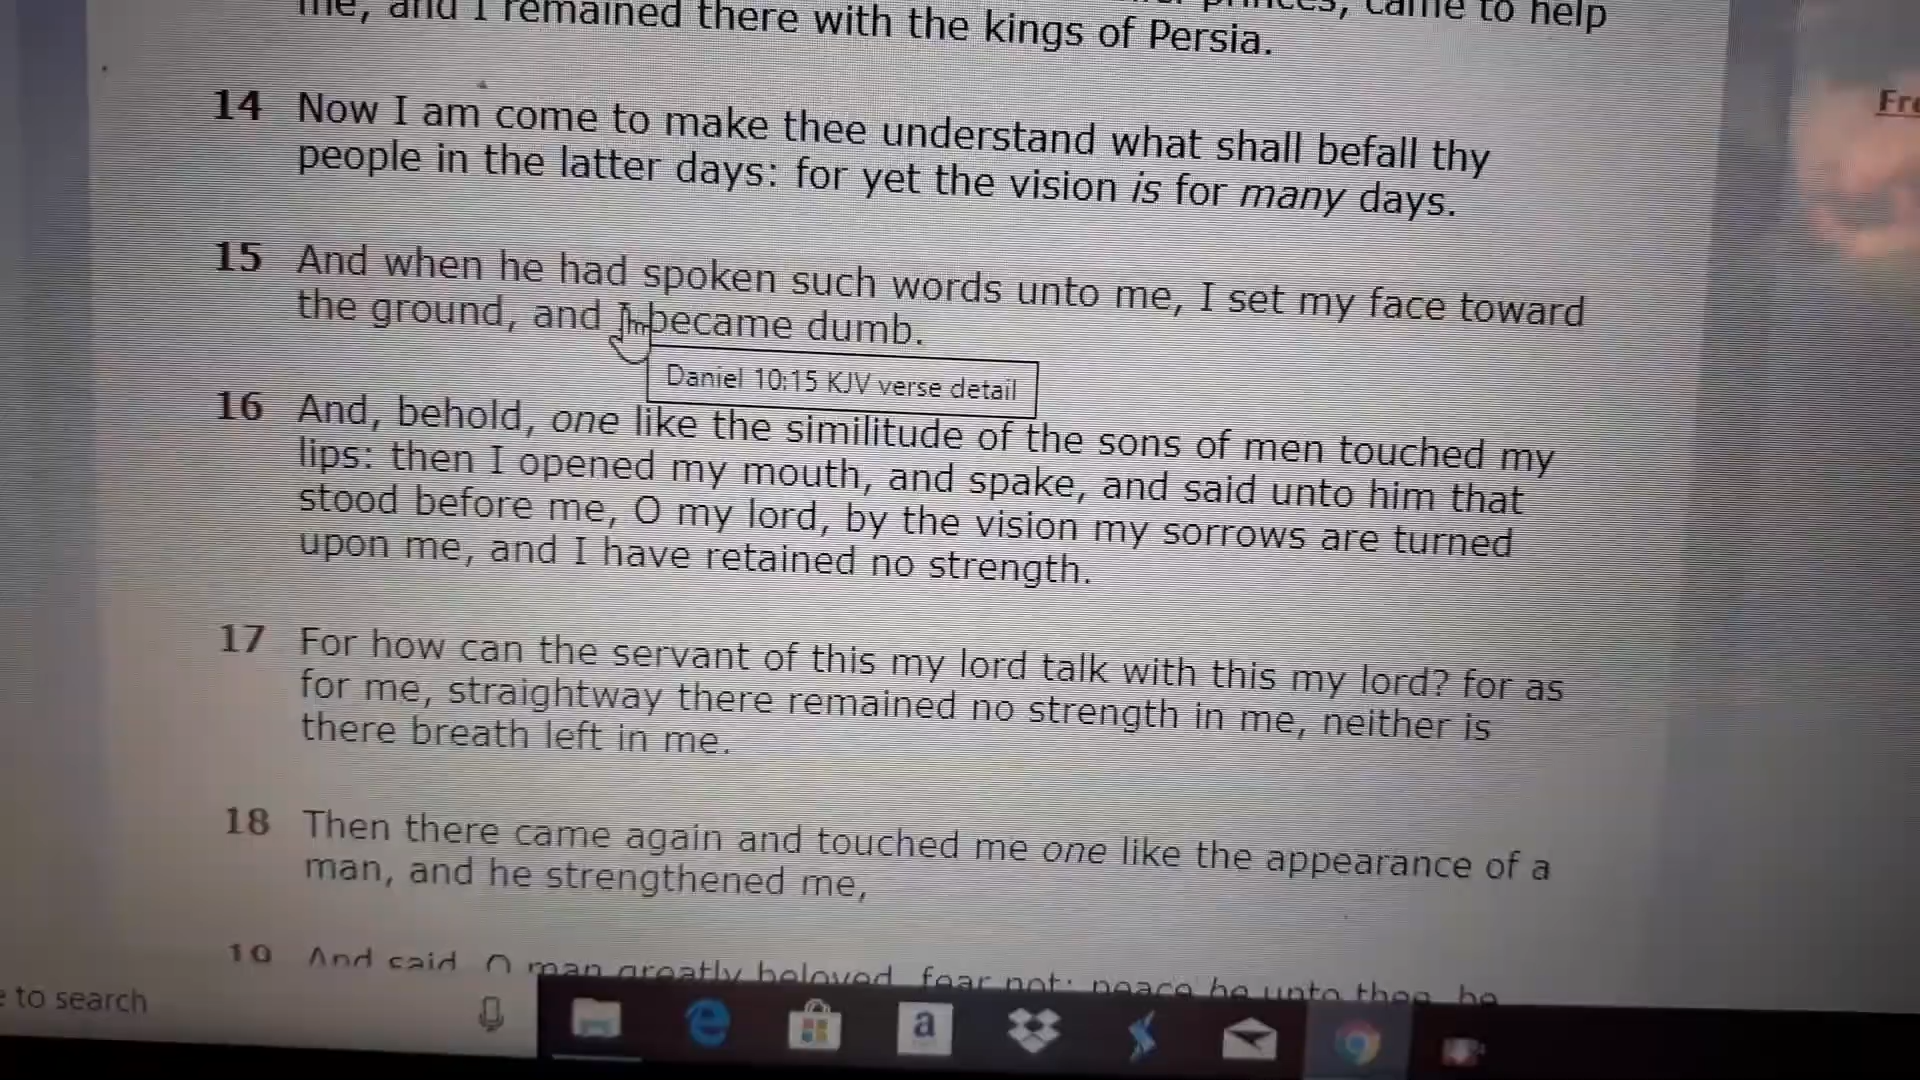 me, and I remained there with the kings of Persia. came to help
14 Now I am come to make thee understand what shall befall thy
people in the latter days: for yet the vision is for many days.
15 And when he had spoken such words unto me, I set my face toward
the ground, and I became dumb.
Daniel 10:15 KJV verse detail
16 And, behold, one like the similitude of the sons of men touched my
lips: then I opened my mouth, and spake, and said unto him that
stood before me, O my lord, by the vision my sorrows are turned
upon me, and I have retained no strength.
17 For how can the servant of this my lord talk with this my lord? for as
for me, straightway there remained no strength in me, neither is
there breath left in me.
18 Then there came again and touched me one like the appearance of a
man, and he strengthened me,
19 And said, O man greatly beloved, fear not: peace be unto thee, be
to search
a